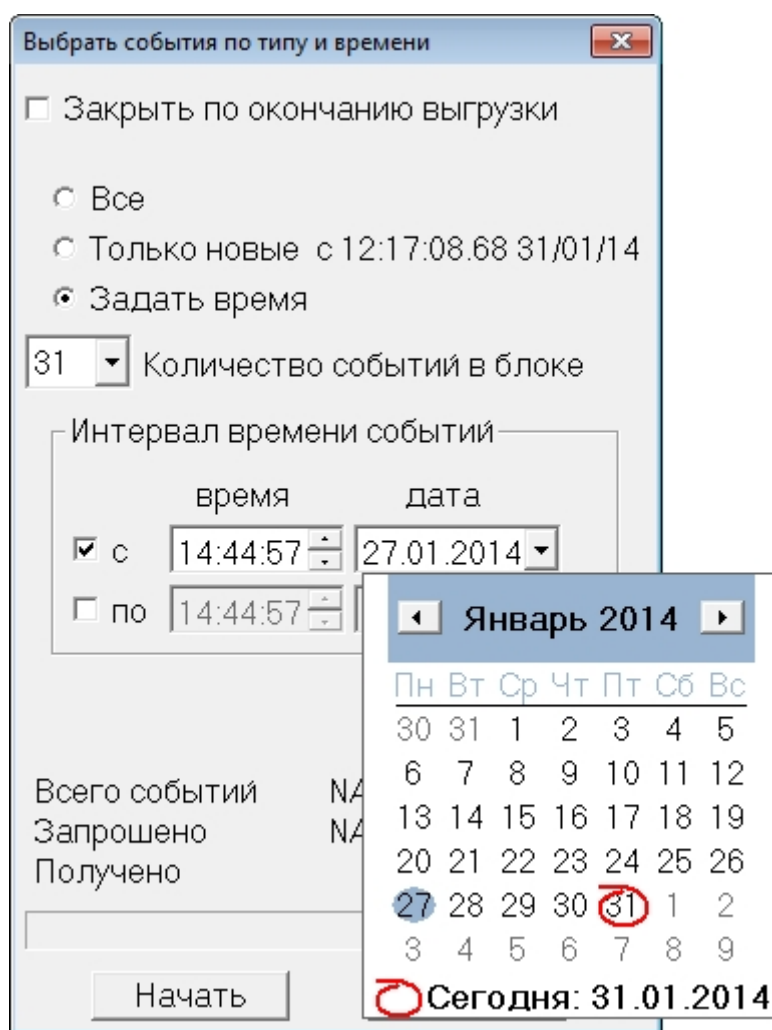 Выбрать события по типу и времени
Закрыть по окончанию выгрузки
Все
Только новые с 12:17:08.68 31/01/14
Задать время
31 Количество событий в блоке
Интервал времени событий
время дата
с 14:44:57 27.01.2014
по 14:44:57
Январь 2014
Пн Вт Ср Чт Пт Сб Вс
30 31 1 2 3 4 5
6 7 8 9 10 11 12
13 14 15 16 17 18 19
20 21 22 23 24 25 26
27 28 29 30 31 1 2
3 4 5 6 7 8 9
Сегодня: 31.01.2014
Всего событий NA
Запрошено NA
Получено
Начать